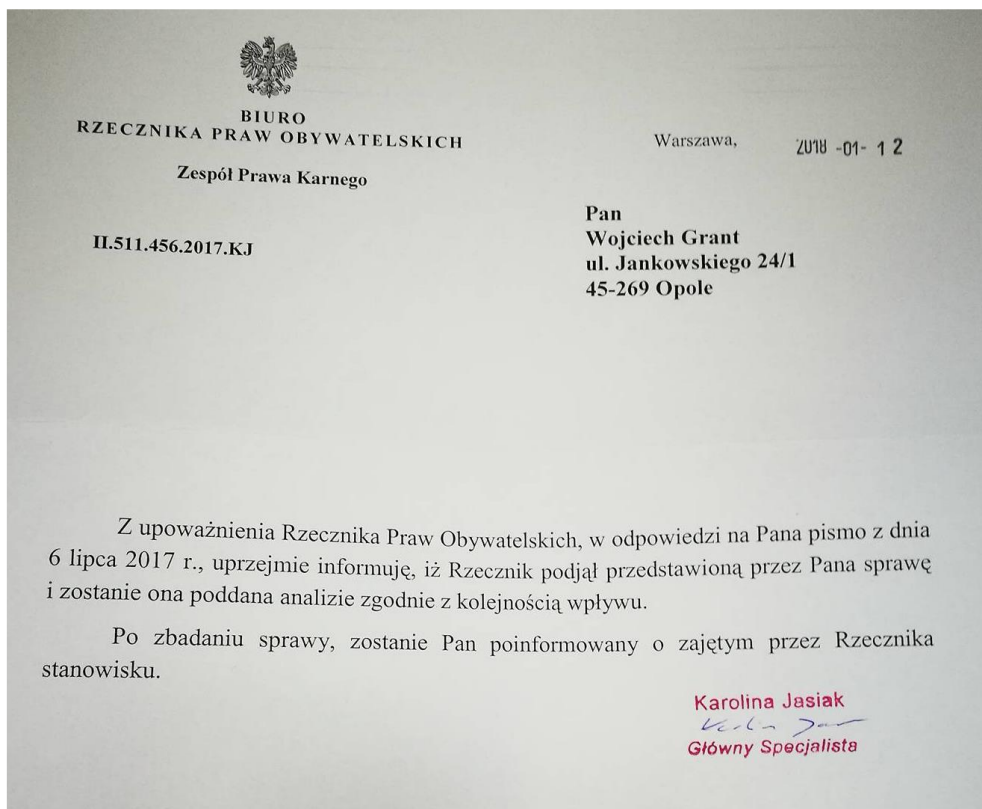 BIURO
RZECZNIKA PRAW OBYWATELSKICH
Zespół Prawa Karnego
II.511.456.2017.KJ
Warszawa, 2018 -01- 1 2
Pan
Wojciech Grant
ul. Jankowskiego 24/1
45-269 Opole
Z upoważnienia Rzecznika Praw Obywatelskich, w odpowiedzi na Pana pismo z dnia
6 lipca 2017 r., uprzejmie informuję, iż Rzecznik podjął przedstawioną przez Pana sprawę
i zostanie ona poddana analizie zgodnie z kolejnością wpływu.
Po zbadaniu sprawy, zostanie Pan poinformowany o zajętym przez Rzecznika
stanowisku.
Karolina Jasiak
Główny Specjalista